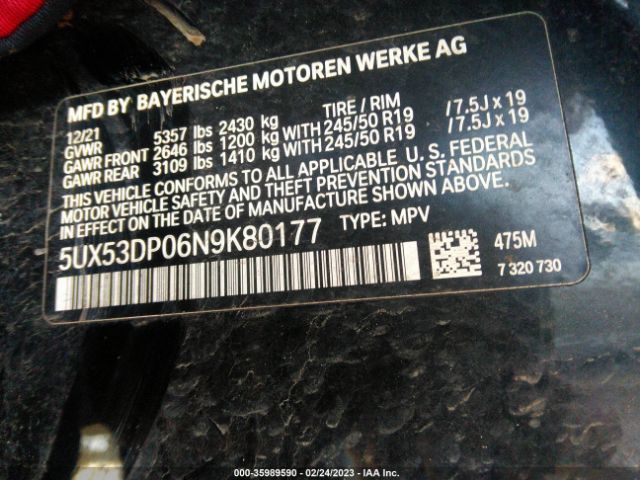 MFD BY BAYERISCHE MOTOREN WERKE AG
12/21 TIRE / RIM
GVWR 5357 lbs 2430 kg
GAWR FRONT 2646 lbs 1200 kg WITH 245/50 R19 /7.5J x 19
GAWR REAR 3109 lbs 1410 kg WITH 245/50 R19 /7.5J x 19
THIS VEHICLE CONFORMS TO ALL APPLICABLE U. S. FEDERAL
MOTOR VEHICLE SAFETY AND THEFT PREVENTION STANDARDS
IN EFFECT ON THE DATE OF MANUFACTURE SHOWN ABOVE.
5UX53DP06N9K80177 TYPE: MPV
475M
7 320 730
000-35989590 - 02/24/2023 - IAA Inc.